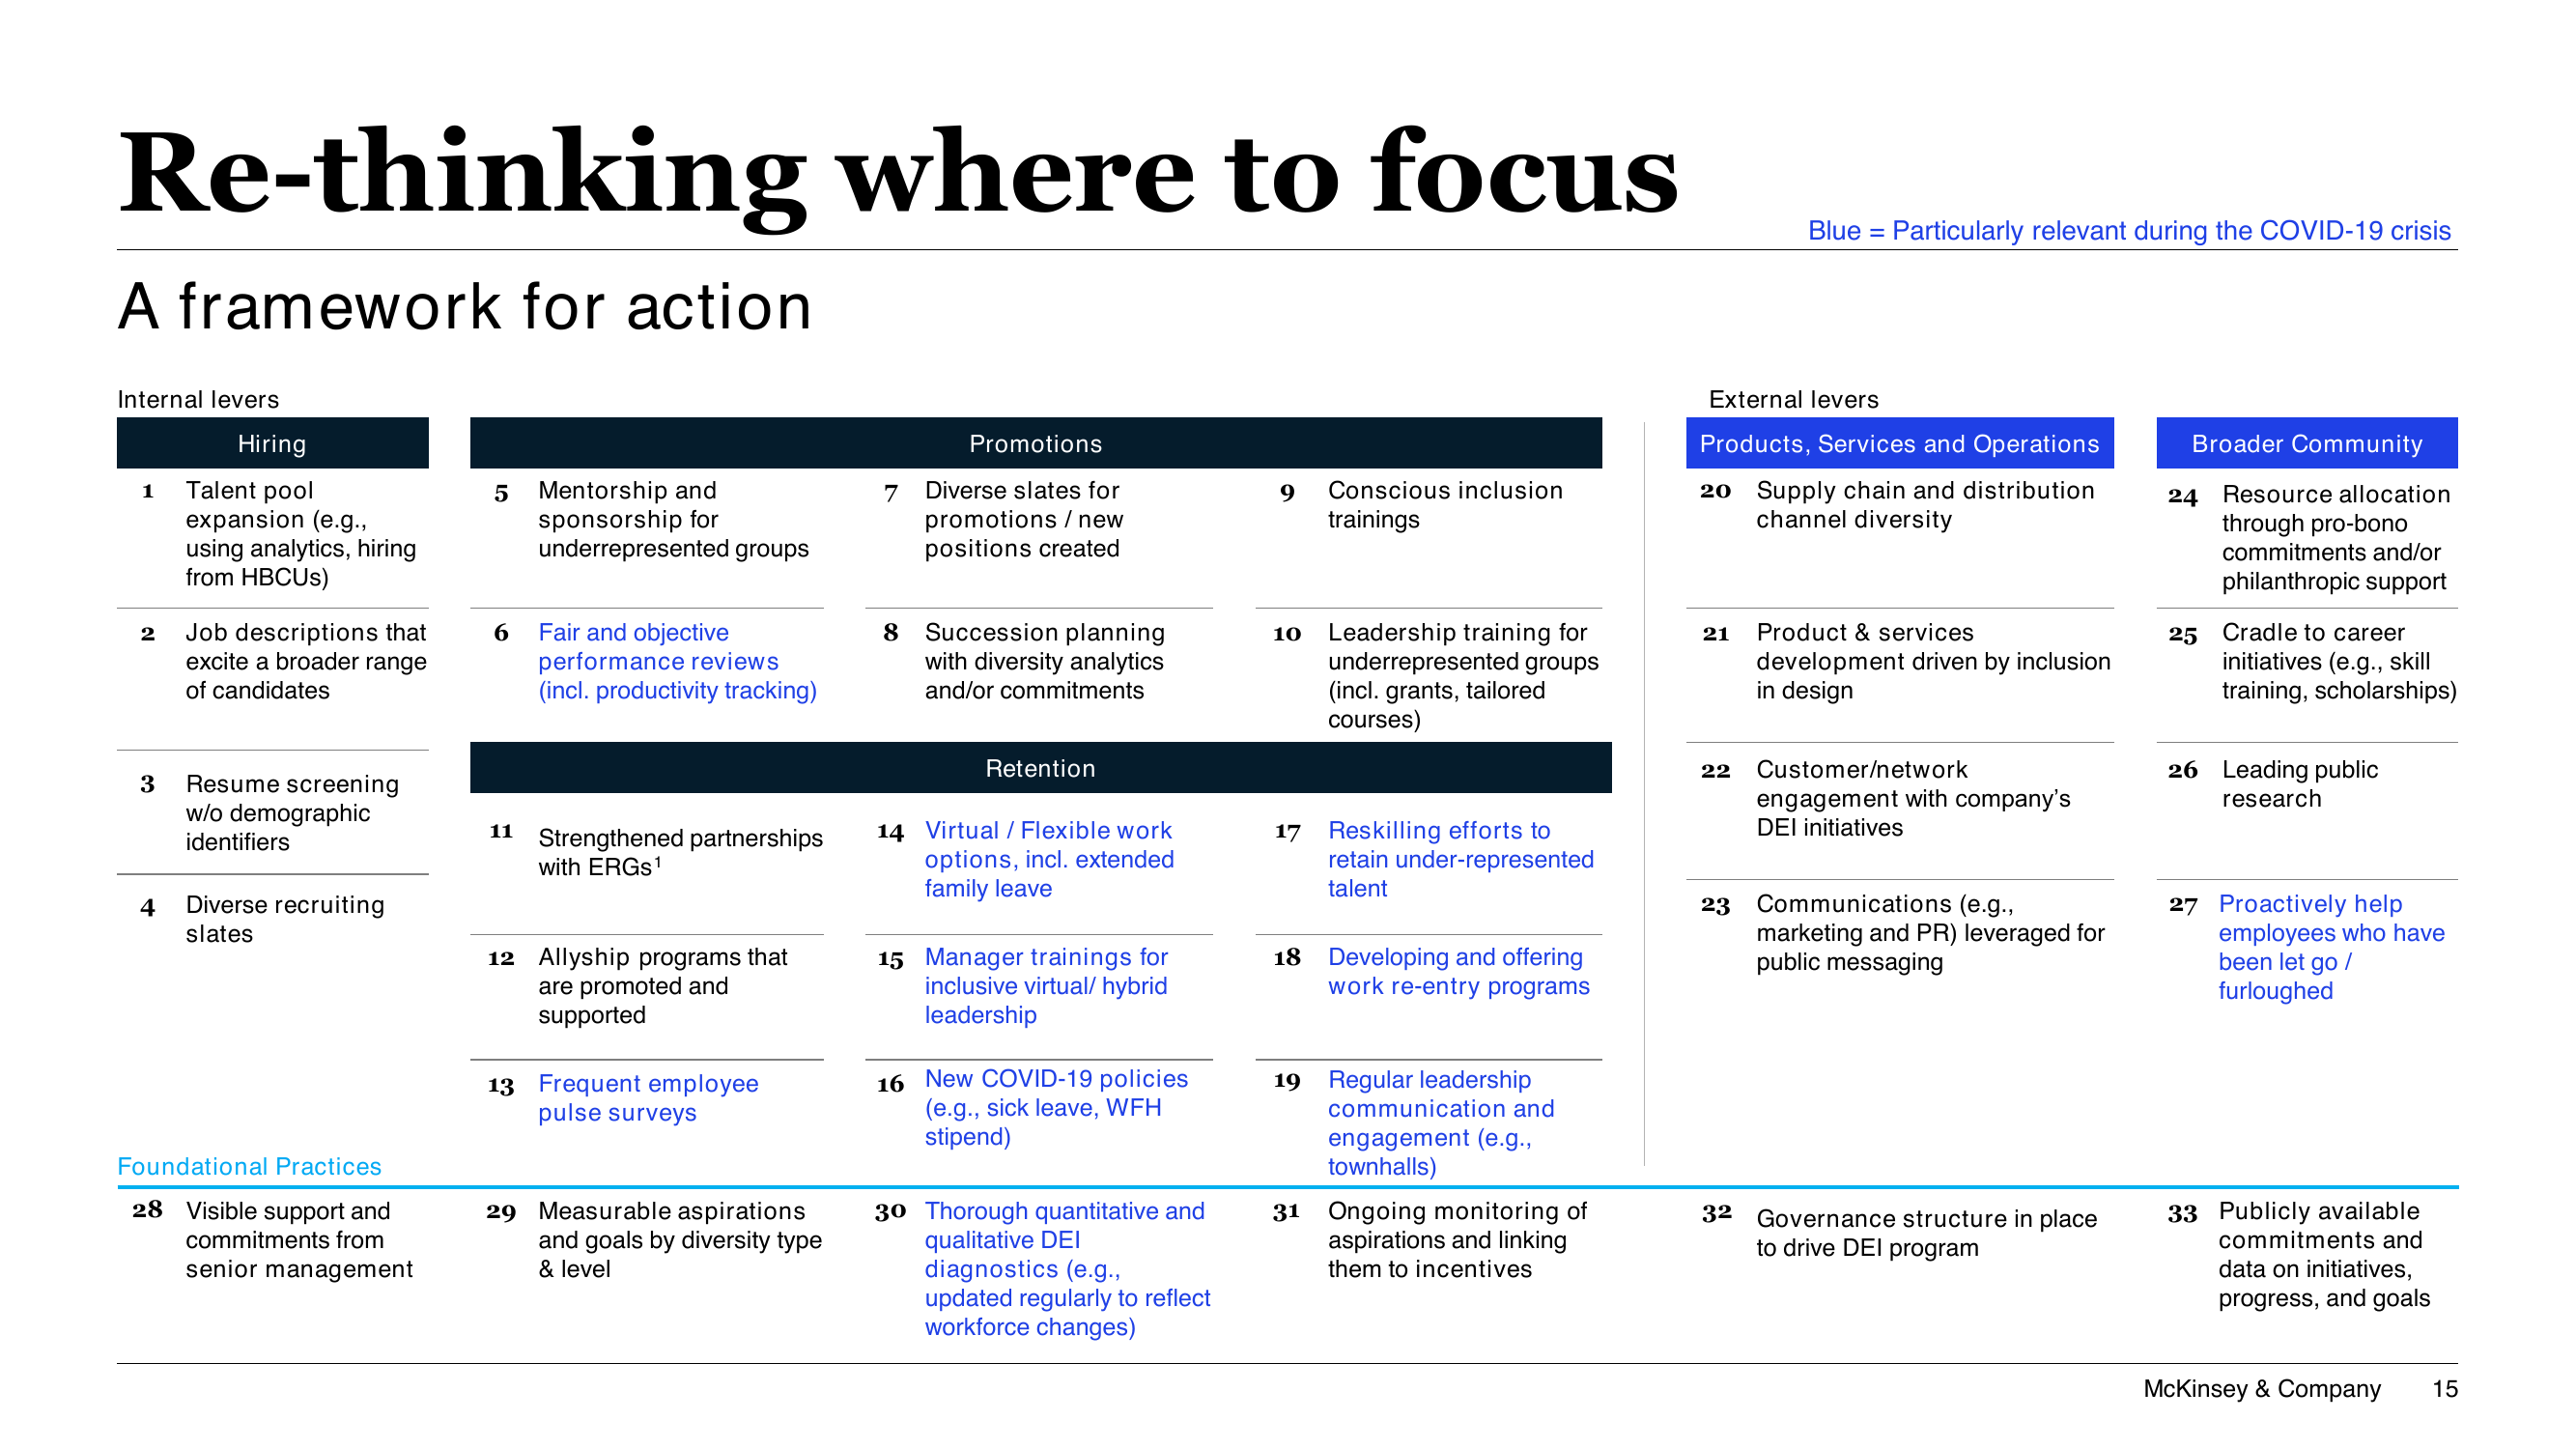 Re-thinking where to focus
Blue = Particularly relevant during the COVID-19 crisis
A framework for action
Internal levers
Hiring
1 Talent pool
expansion (e.g.,
using analytics, hiring
from HBCUs)
2 Job descriptions that
excite a broader range
of candidates
3 Resume screening
w/o demographic
identifiers
4 Diverse recruiting
slates
Promotions
5 Mentorship and
sponsorship for
underrepresented groups
6 Fair and objective
performance reviews
(incl. productivity tracking)
7 Diverse slates for
promotions / new
positions created
8 Succession planning
with diversity analytics
and/or commitments
9 Conscious inclusion
trainings
10 Leadership training for
underrepresented groups
(incl. grants, tailored
courses)
Retention
11 Strengthened partnerships
with ERGs¹
12 Allyship programs that
are promoted and
supported
13 Frequent employee
pulse surveys
14 Virtual / Flexible work
options, incl. extended
family leave
15 Manager trainings for
inclusive virtual/ hybrid
leadership
16 New COVID-19 policies
(e.g., sick leave, WFH
stipend)
17 Reskilling efforts to
retain under-represented
talent
18 Developing and offering
work re-entry programs
19 Regular leadership
communication and
engagement (e.g.,
townhalls)
External levers
Products, Services and Operations
20 Supply chain and distribution
channel diversity
21 Product & services
development driven by inclusion
in design
22 Customer/network
engagement with company’s
DEI initiatives
23 Communications (e.g.,
marketing and PR) leveraged for
public messaging
Broader Community
24 Resource allocation
through pro-bono
commitments and/or
philanthropic support
25 Cradle to career
initiatives (e.g., skill
training, scholarships)
26 Leading public
research
27 Proactively help
employees who have
been let go /
furloughed
Foundational Practices
28 Visible support and
commitments from
senior management
29 Measurable aspirations
and goals by diversity type
& level
30 Thorough quantitative and
qualitative DEI
diagnostics (e.g.,
updated regularly to reflect
workforce changes)
31 Ongoing monitoring of
aspirations and linking
them to incentives
32 Governance structure in place
to drive DEI program
33 Publicly available
commitments and
data on initiatives,
progress, and goals
McKinsey & Company 15